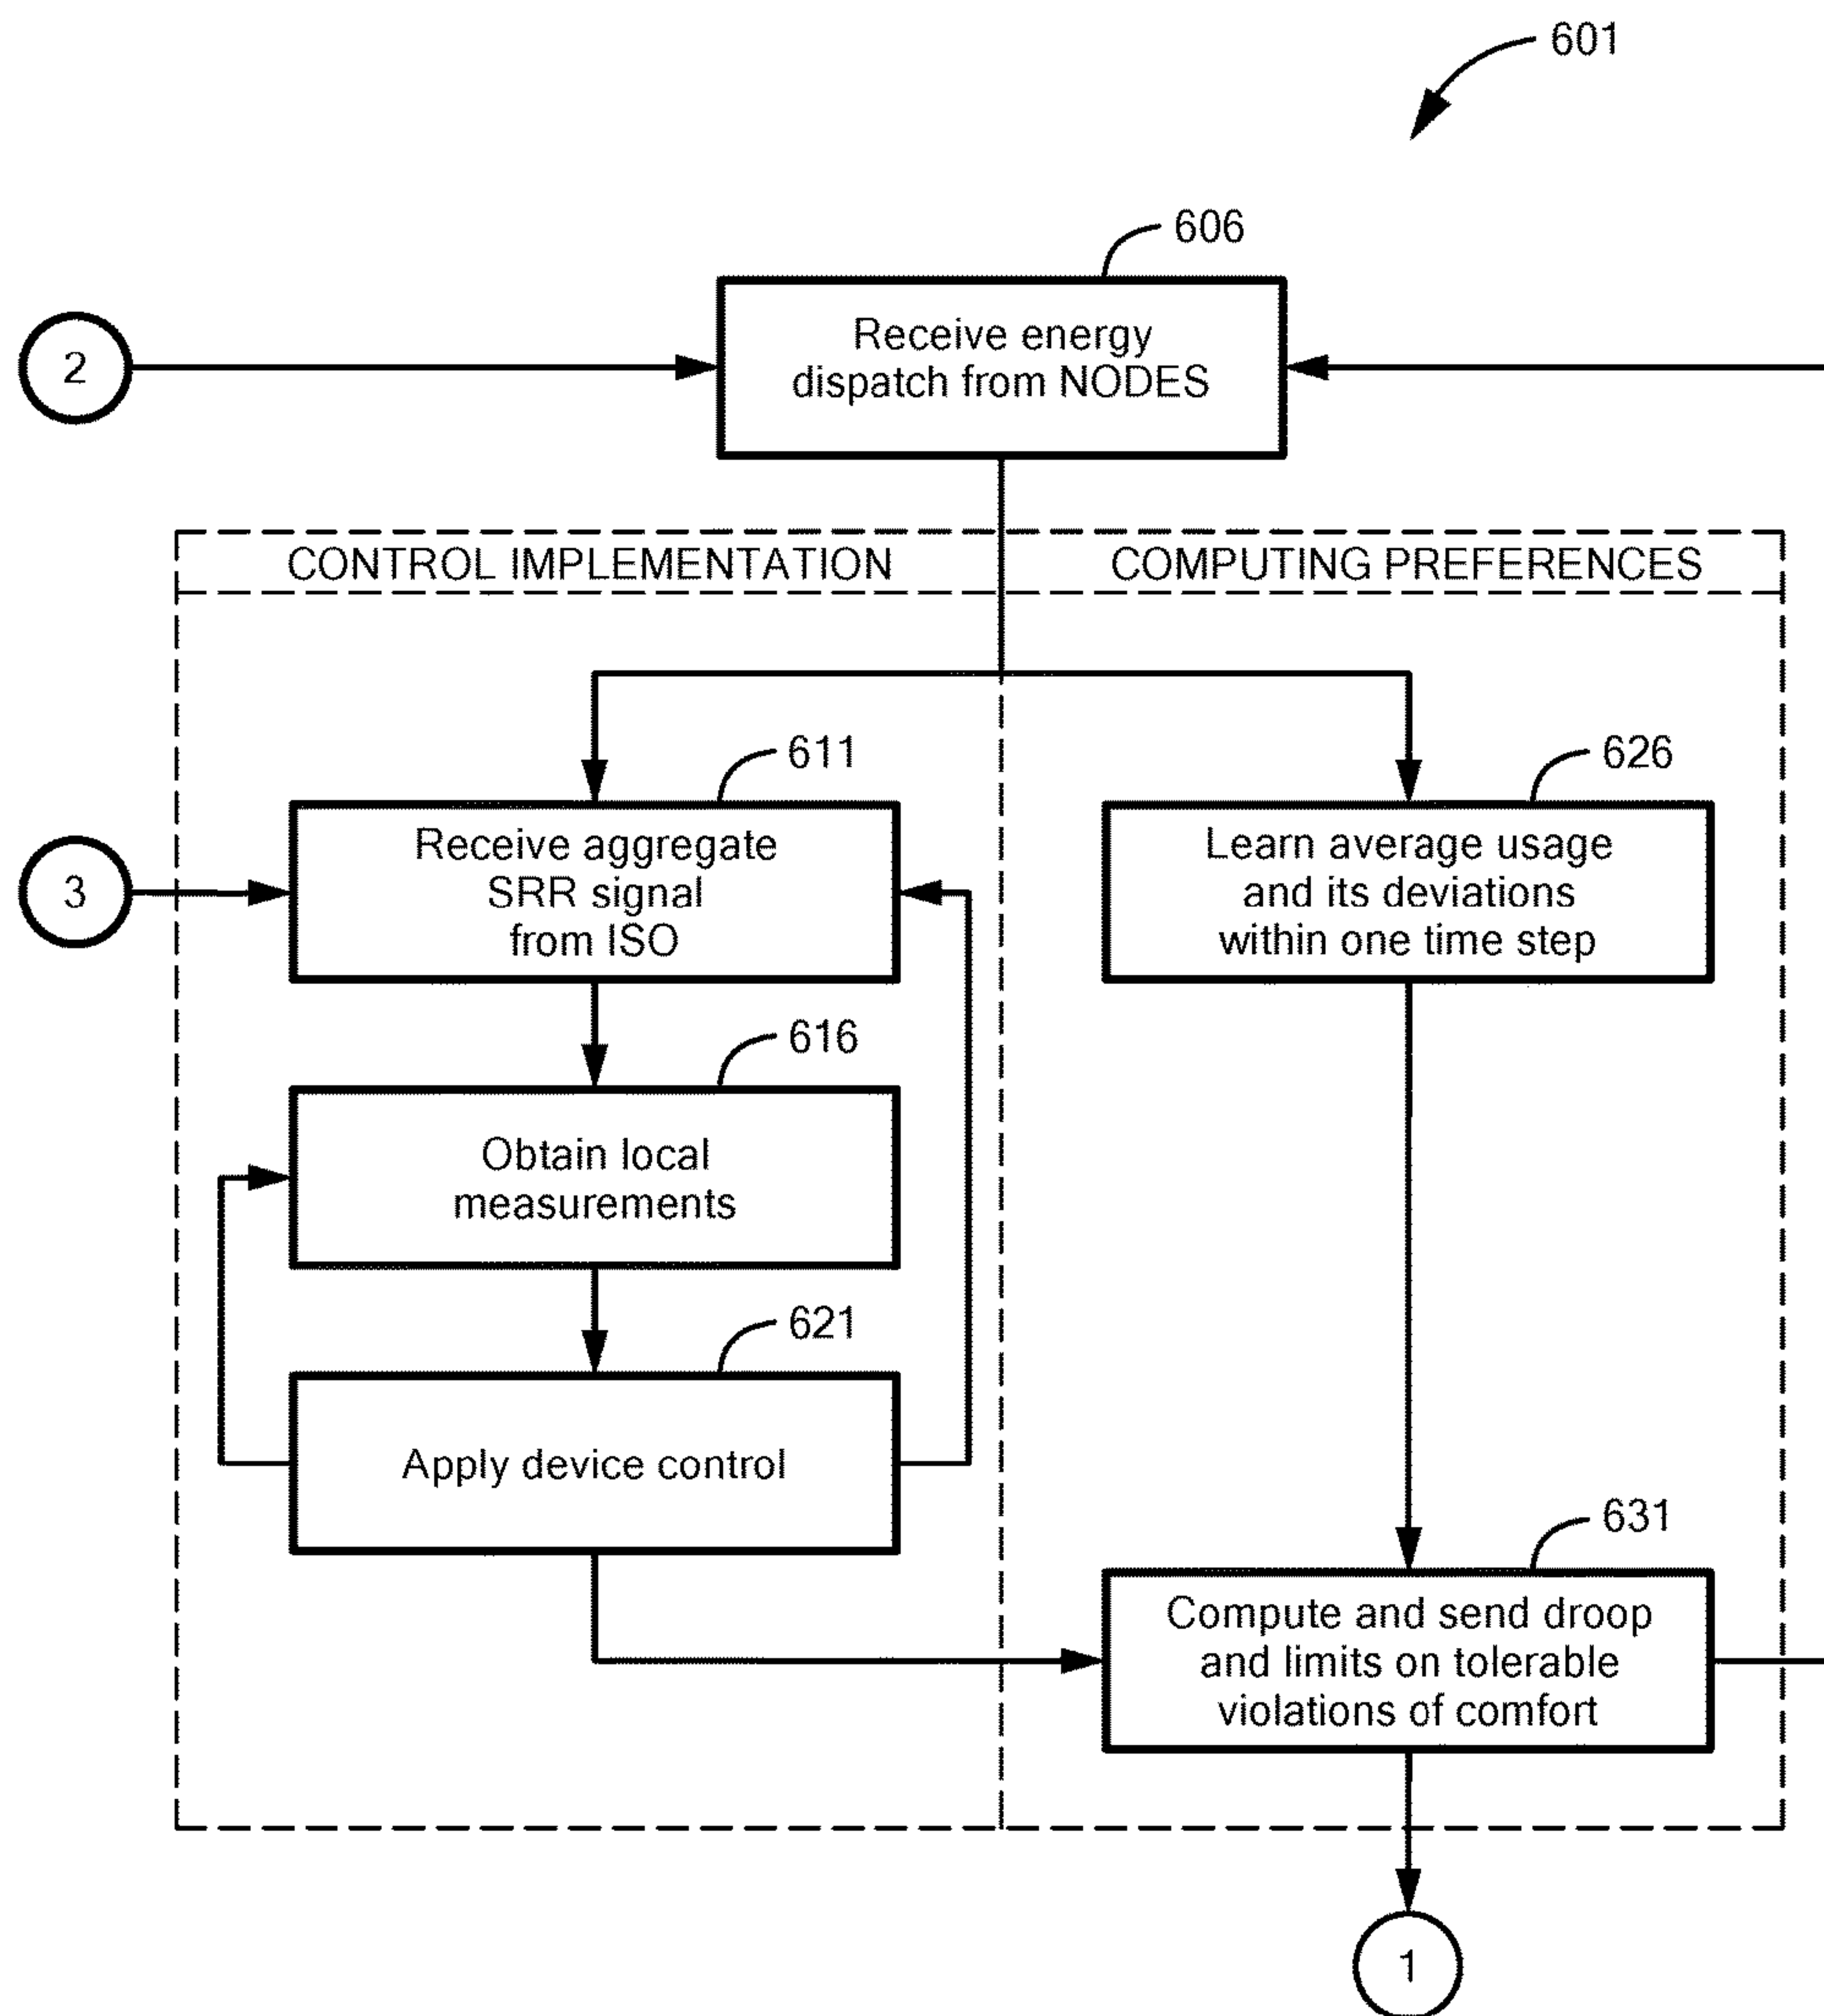 601
606
Receive energy
dispatch from NODES
2
CONTROL IMPLEMENTATION
COMPUTING PREFERENCES
611
Receive aggregate
SRR signal
from ISO
3
626
Learn average usage
and its deviations
within one time step
616
Obtain local
measurements
621
Apply device control
631
Compute and send droop
and limits on tolerable
violations of comfort
1